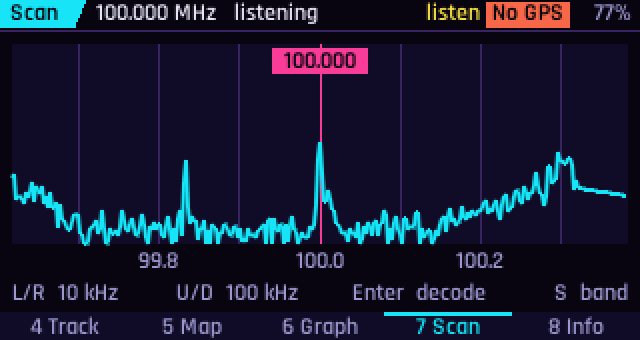 Scan 100.000 MHz listening listen No GPS 77%
100.000
99.8 100.0 100.2
L/R 10 kHz U/D 100 kHz Enter decode S band
4 Track 5 Map 6 Graph 7 Scan 8 Info